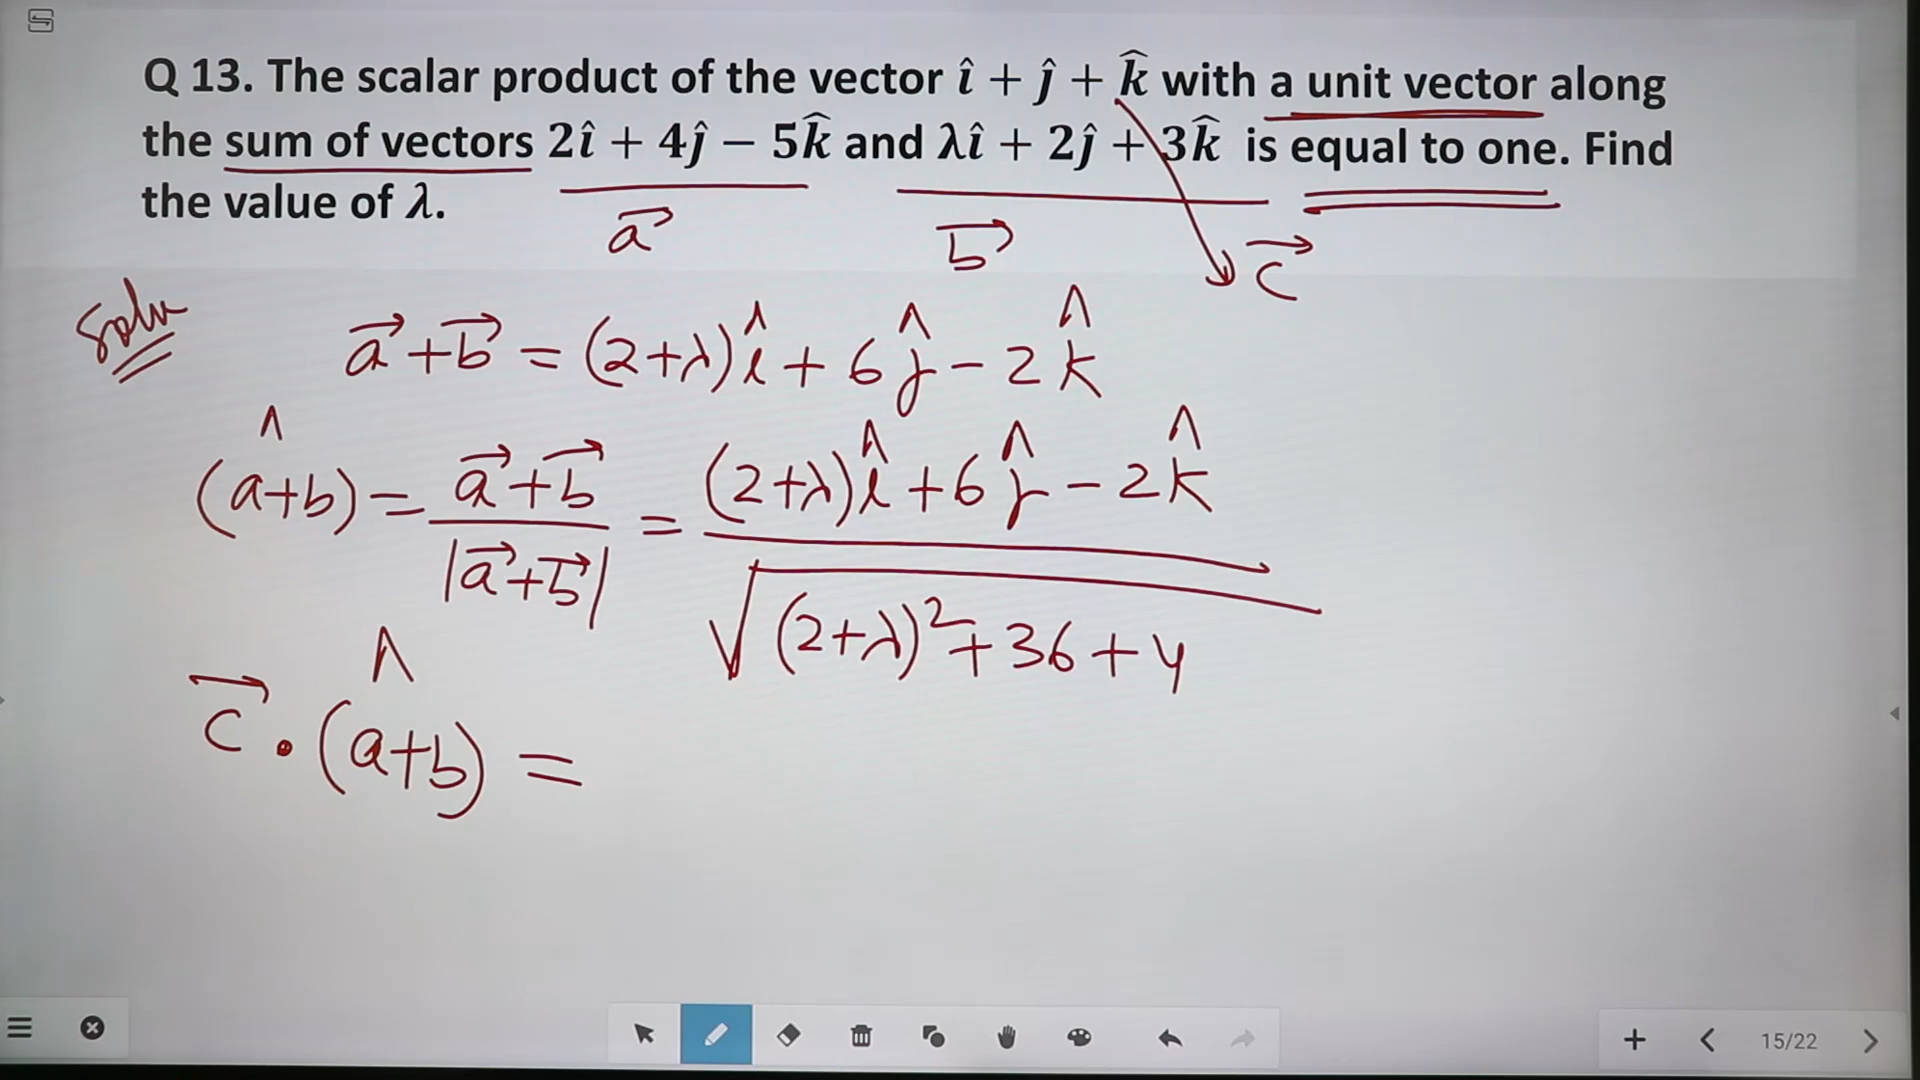 Q 13. The scalar product of the vector î + ĵ + k̂ with a unit vector along
the sum of vectors 2î + 4ĵ − 5k̂ and λî + 2ĵ + 3k̂ is equal to one. Find
the value of λ.
a⃗ b⃗ c⃗
Soln
a⃗ + b⃗ = (2+λ)î + 6ĵ − 2k̂
(a+b)^ = (a⃗ + b⃗)/|a⃗ + b⃗| = ((2+λ)î + 6ĵ − 2k̂)/√((2+λ)² + 36 + 4)
c⃗ . (a+b)^ =
15/22